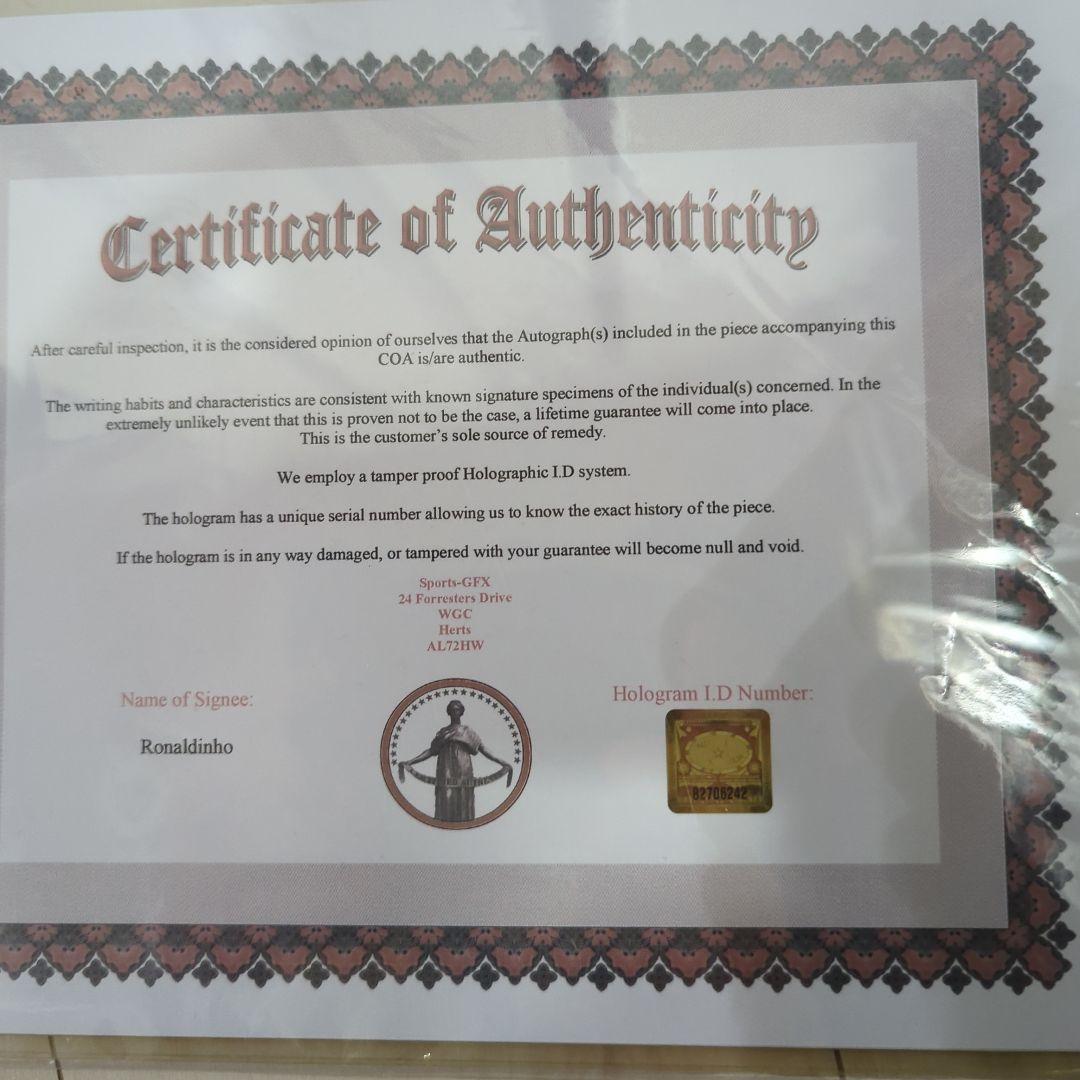 Certificate of Authenticity
After careful inspection, it is the considered opinion of ourselves that the Autograph(s) included in the piece accompanying this
COA is/are authentic.
The writing habits and characteristics are consistent with known signature specimens of the individual(s) concerned. In the
extremely unlikely event that this is proven not to be the case, a lifetime guarantee will come into place.
This is the customer's sole source of remedy.
We employ a tamper proof Holographic I.D system.
The hologram has a unique serial number allowing us to know the exact history of the piece.
If the hologram is in any way damaged, or tampered with your guarantee will become null and void.
Sports-GFX
24 Forresters Drive
WGC
Herts
AL72HW
Name of Signee:
Hologram I.D Number:
Ronaldinho
82706242